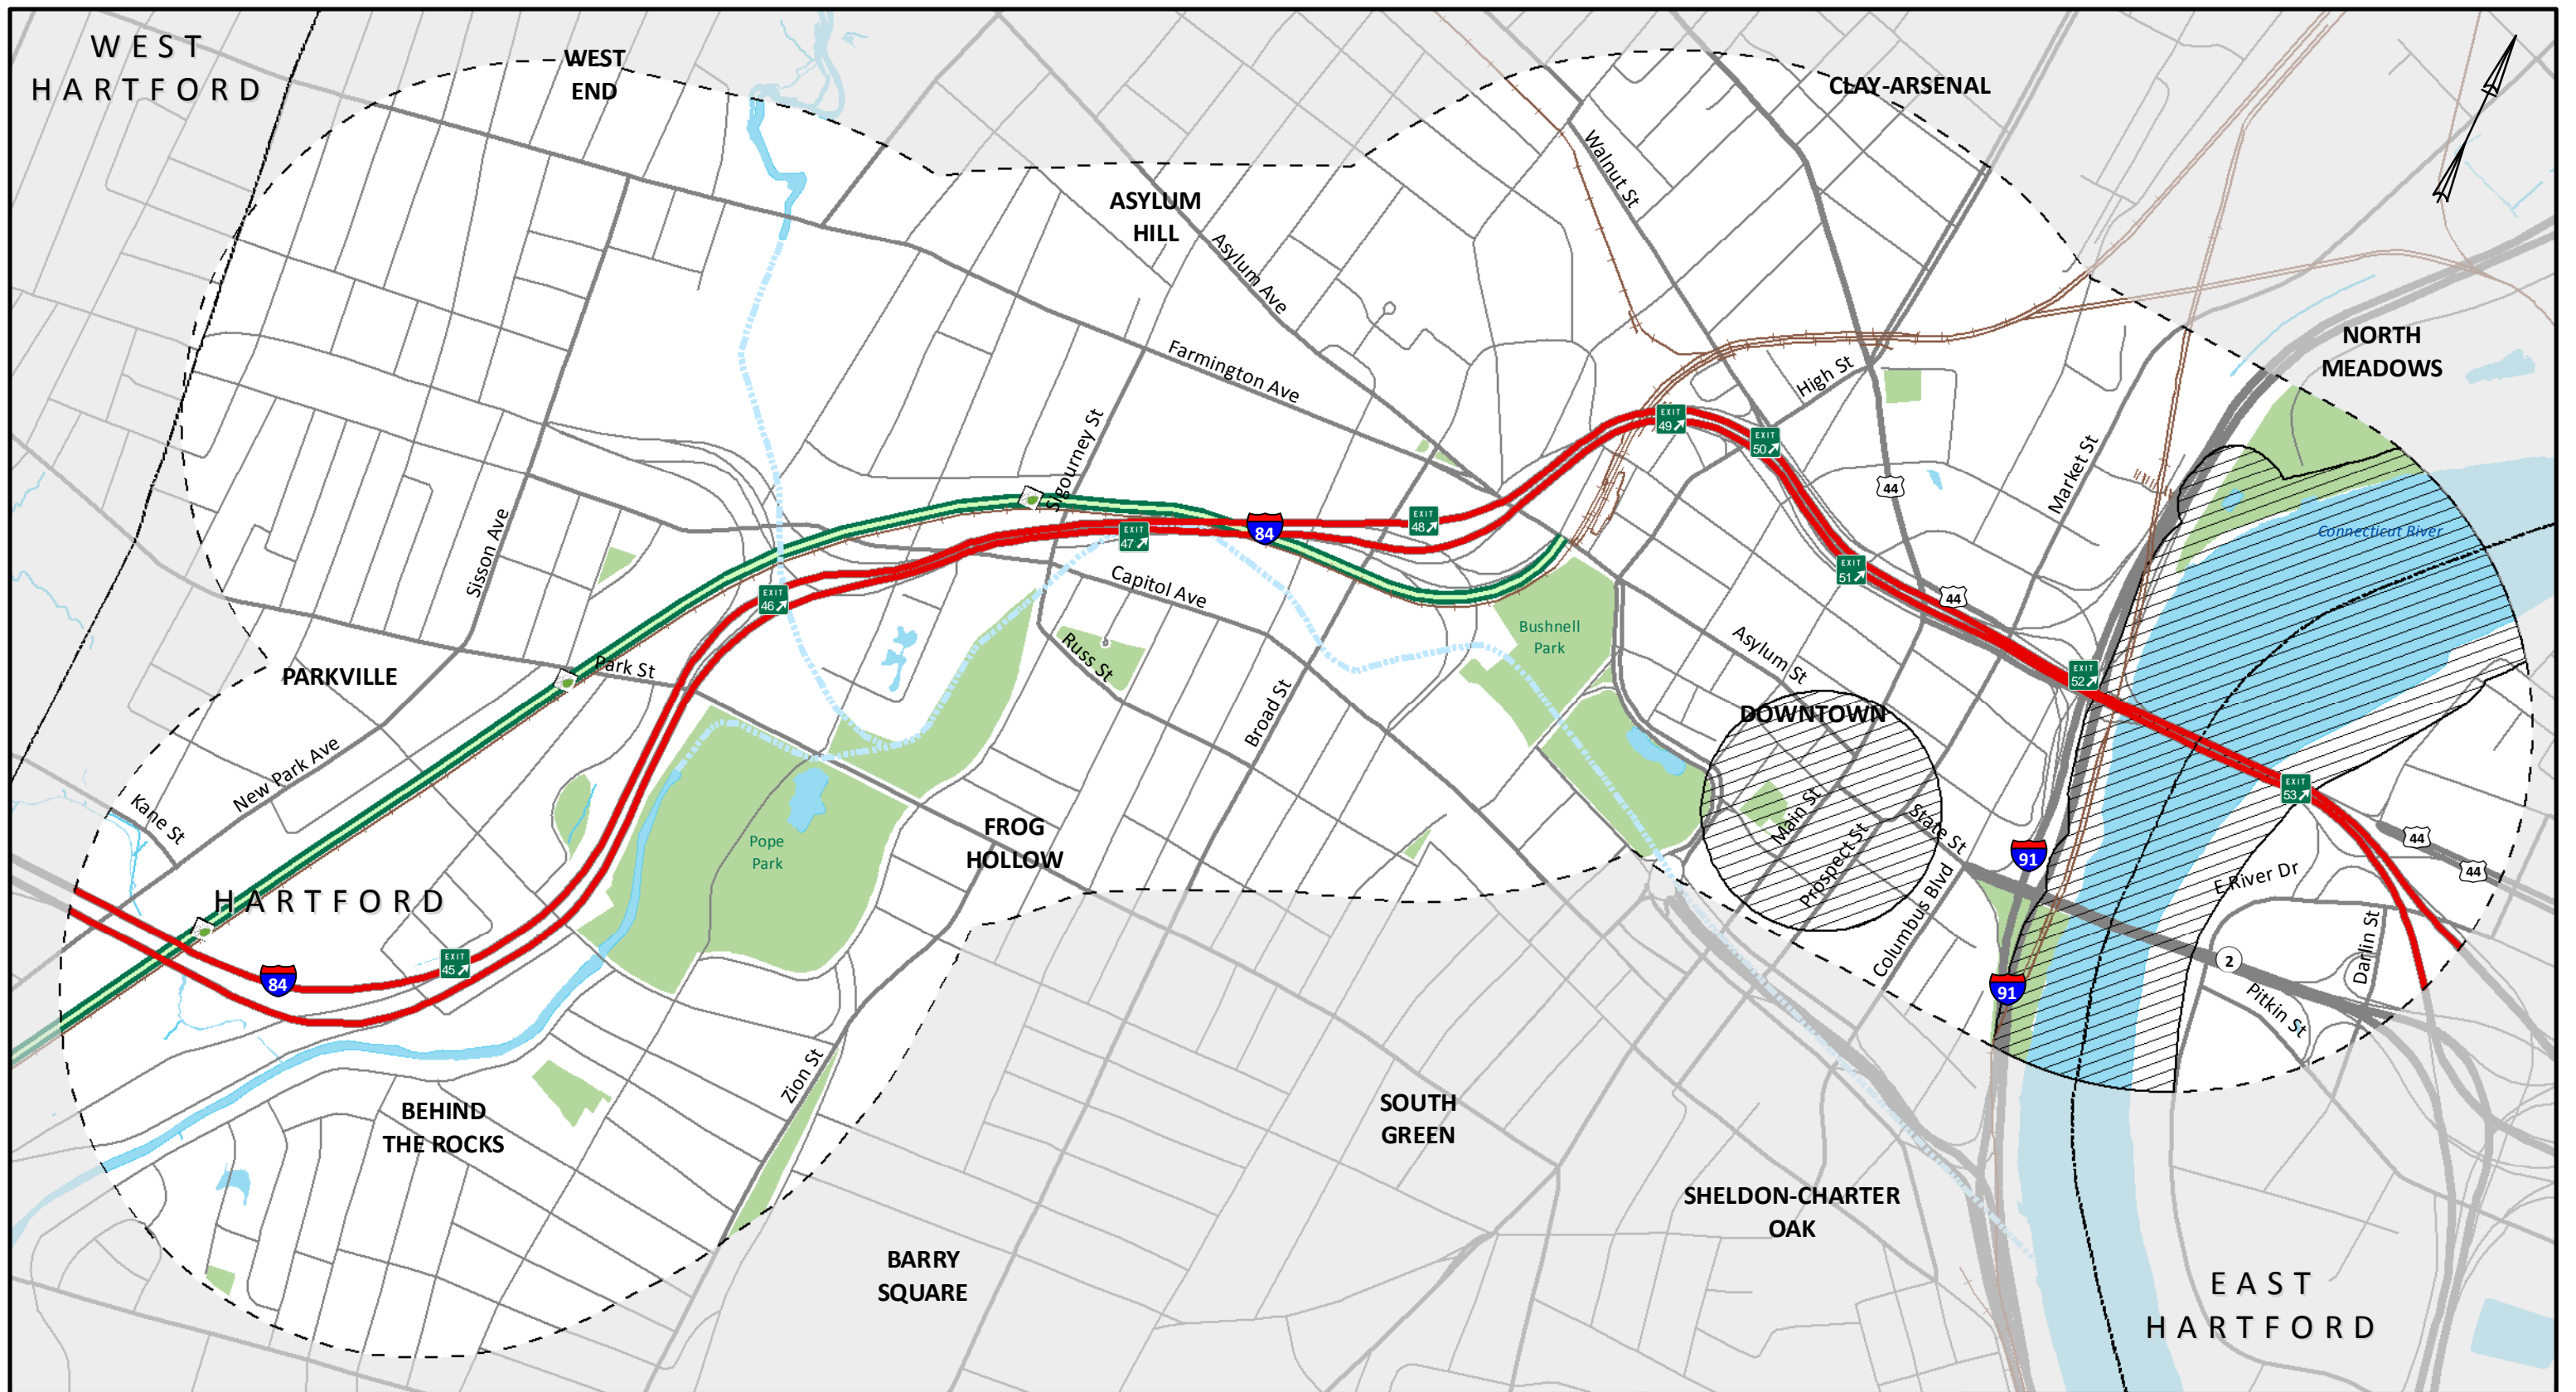 WEST
HARTFORD
WEST
END
CLAY-ARSENAL
ASYLUM
HILL
Walnut St
Asylum Ave
NORTH
MEADOWS
Farmington Ave
High St
Sigourney St
EXIT
49
EXIT
50
Market St
44
Connecticut River
EXIT
48
84
EXIT
47
Sisson Ave
EXIT
51
Capitol Ave
EXIT
46
44
Bushnell
Park
Russ St
Park St
PARKVILLE
Asylum St
EXIT
52
Broad St
DOWNTOWN
New Park Ave
Kane St
EXIT
53
Main St
State St
Prospect St
44
44
91
Pope
Park
FROG
HOLLOW
E River Dr
HARTFORD
Columbus Blvd
Darlin St
2
EXIT
45
84
91
Pitkin St
Zion St
BEHIND
THE ROCKS
SOUTH
GREEN
SHELDON-CHARTER
OAK
BARRY
SQUARE
EAST
HARTFORD